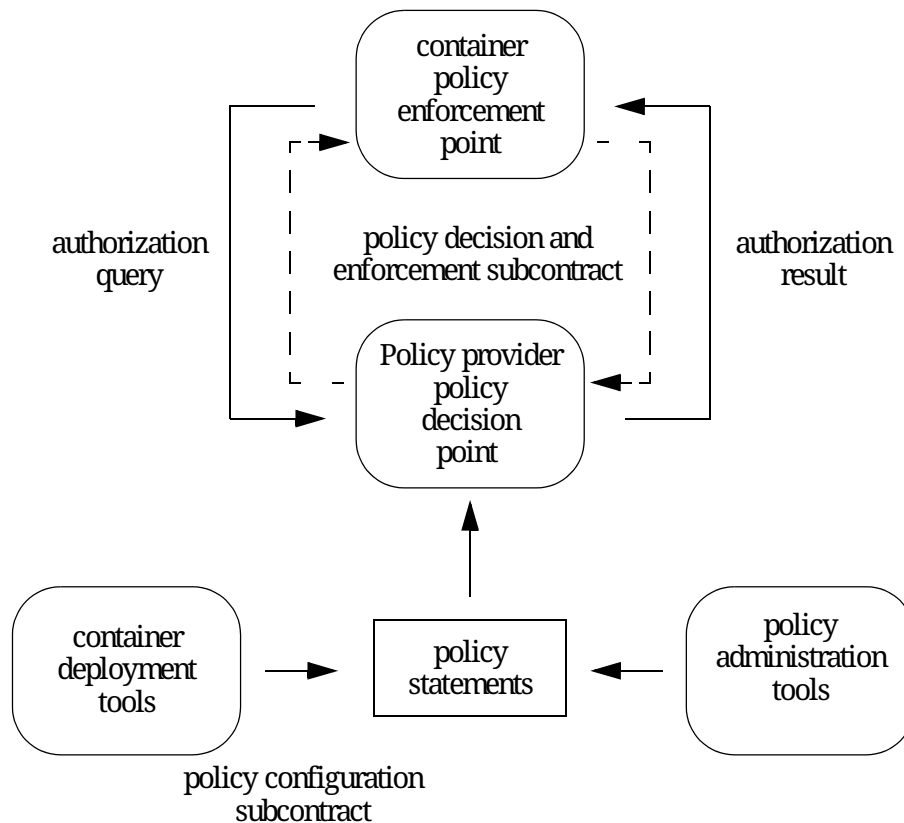 container
policy
enforcement
point
authorization
query
policy decision and
enforcement subcontract
authorization
result
Policy provider
policy
decision
point
container
deployment
tools
policy
statements
policy
administration
tools
policy configuration
subcontract